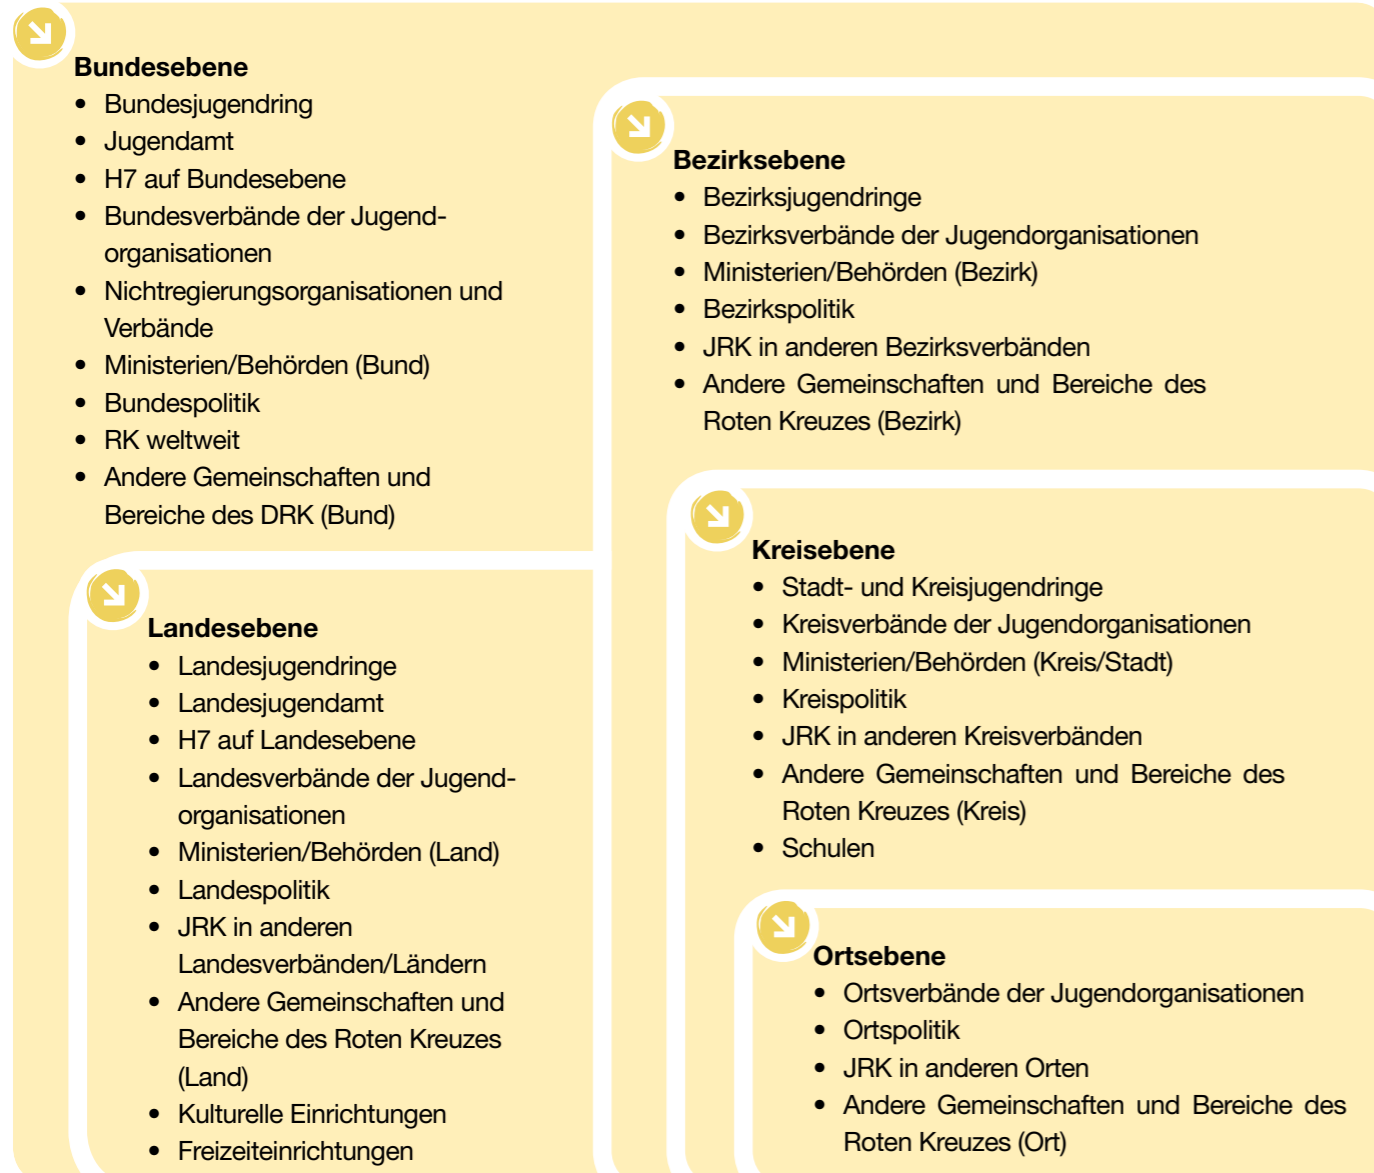 Bundesebene
• Bundesjugendring
• Jugendamt
• H7 auf Bundesebene
• Bundesverbände der Jugend-
organisationen
• Nichtregierungsorganisationen und
Verbände
• Ministerien/Behörden (Bund)
• Bundespolitik
• RK weltweit
• Andere Gemeinschaften und
Bereiche des DRK (Bund)
Landesebene
• Landesjugendringe
• Landesjugendamt
• H7 auf Landesebene
• Landesverbände der Jugend-
organisationen
• Ministerien/Behörden (Land)
• Landespolitik
• JRK in anderen
Landesverbänden/Ländern
• Andere Gemeinschaften und
Bereiche des Roten Kreuzes
(Land)
• Kulturelle Einrichtungen
• Freizeiteinrichtungen
Bezirksebene
• Bezirksjugendringe
• Bezirksverbände der Jugendorganisationen
• Ministerien/Behörden (Bezirk)
• Bezirkspolitik
• JRK in anderen Bezirksverbänden
• Andere Gemeinschaften und Bereiche des
Roten Kreuzes (Bezirk)
Kreisebene
• Stadt- und Kreisjugendringe
• Kreisverbände der Jugendorganisationen
• Ministerien/Behörden (Kreis/Stadt)
• Kreispolitik
• JRK in anderen Kreisverbänden
• Andere Gemeinschaften und Bereiche des
Roten Kreuzes (Kreis)
• Schulen
Ortsebene
• Ortsverbände der Jugendorganisationen
• Ortspolitik
• JRK in anderen Orten
• Andere Gemeinschaften und Bereiche des
Roten Kreuzes (Ort)